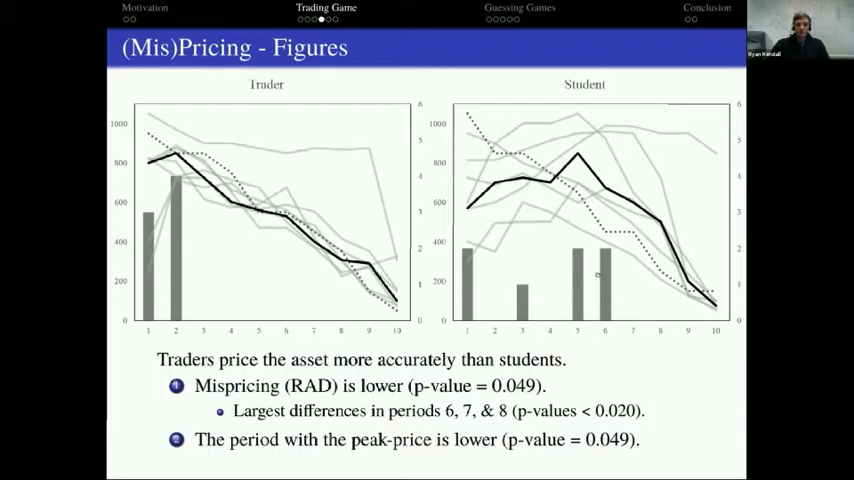 Motivation
Trading Game
Guessing Games
Conclusion
(Mis)Pricing - Figures
Ryan Kendall
Trader
Student
1000
800
600
400
200
0
6
5
4
3
2
1
0
1 2 3 4 5 6 7 8 9 10
1000
800
600
400
200
0
6
5
4
3
2
1
0
1 2 3 4 5 6 7 8 9 10
Traders price the asset more accurately than students.
1 Mispricing (RAD) is lower (p-value = 0.049).
Largest differences in periods 6, 7, & 8 (p-values < 0.020).
2 The period with the peak-price is lower (p-value = 0.049).